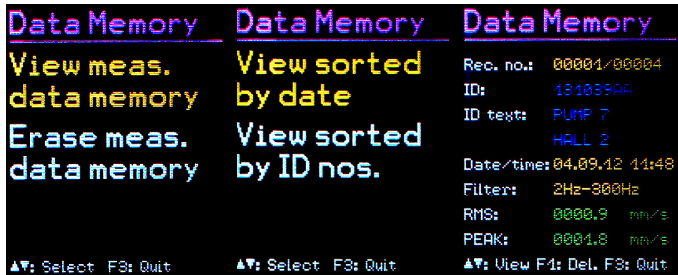 Data Memory
View meas.
data memory
Erase meas.
data memory
▲▼: Select F3: Quit
Data Memory
View sorted
by date
View sorted
by ID nos.
▲▼: Select F3: Quit
Data Memory
Rec. no.: 00001/00004
ID: 131039AA
ID text: PUMP 7
HALL 2
Date/time: 04.09.12 11:48
Filter: 2Hz-300Hz
RMS: 0000.9 mm/s
PEAK: 0001.8 mm/s
▲▼: View F1: Del. F3: Quit